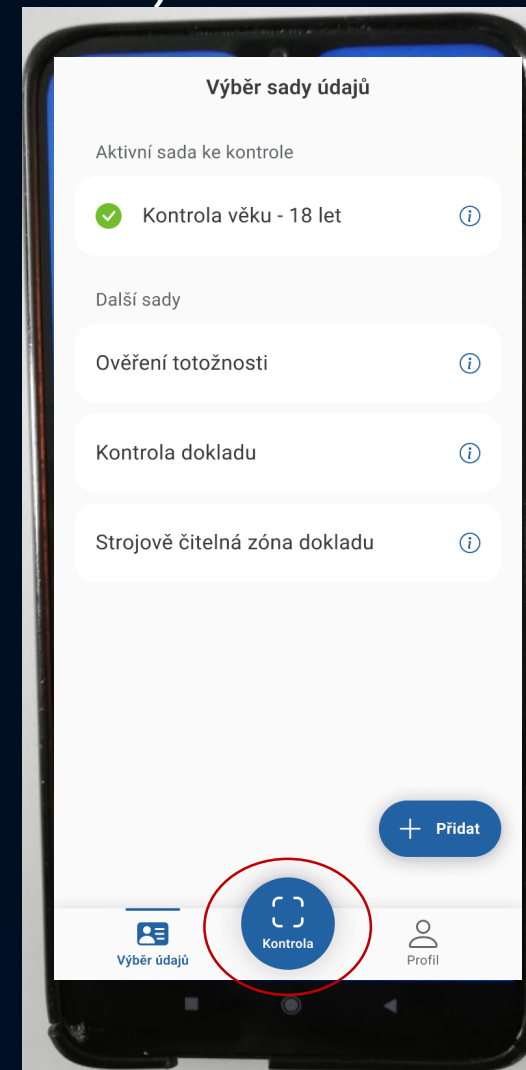 Výběr sady údajů
Aktivní sada ke kontrole
Kontrola věku - 18 let
Další sady
Ověření totožnosti
Kontrola dokladu
Strojově čitelná zóna dokladu
Přidat
Výběr údajů
Kontrola
Profil